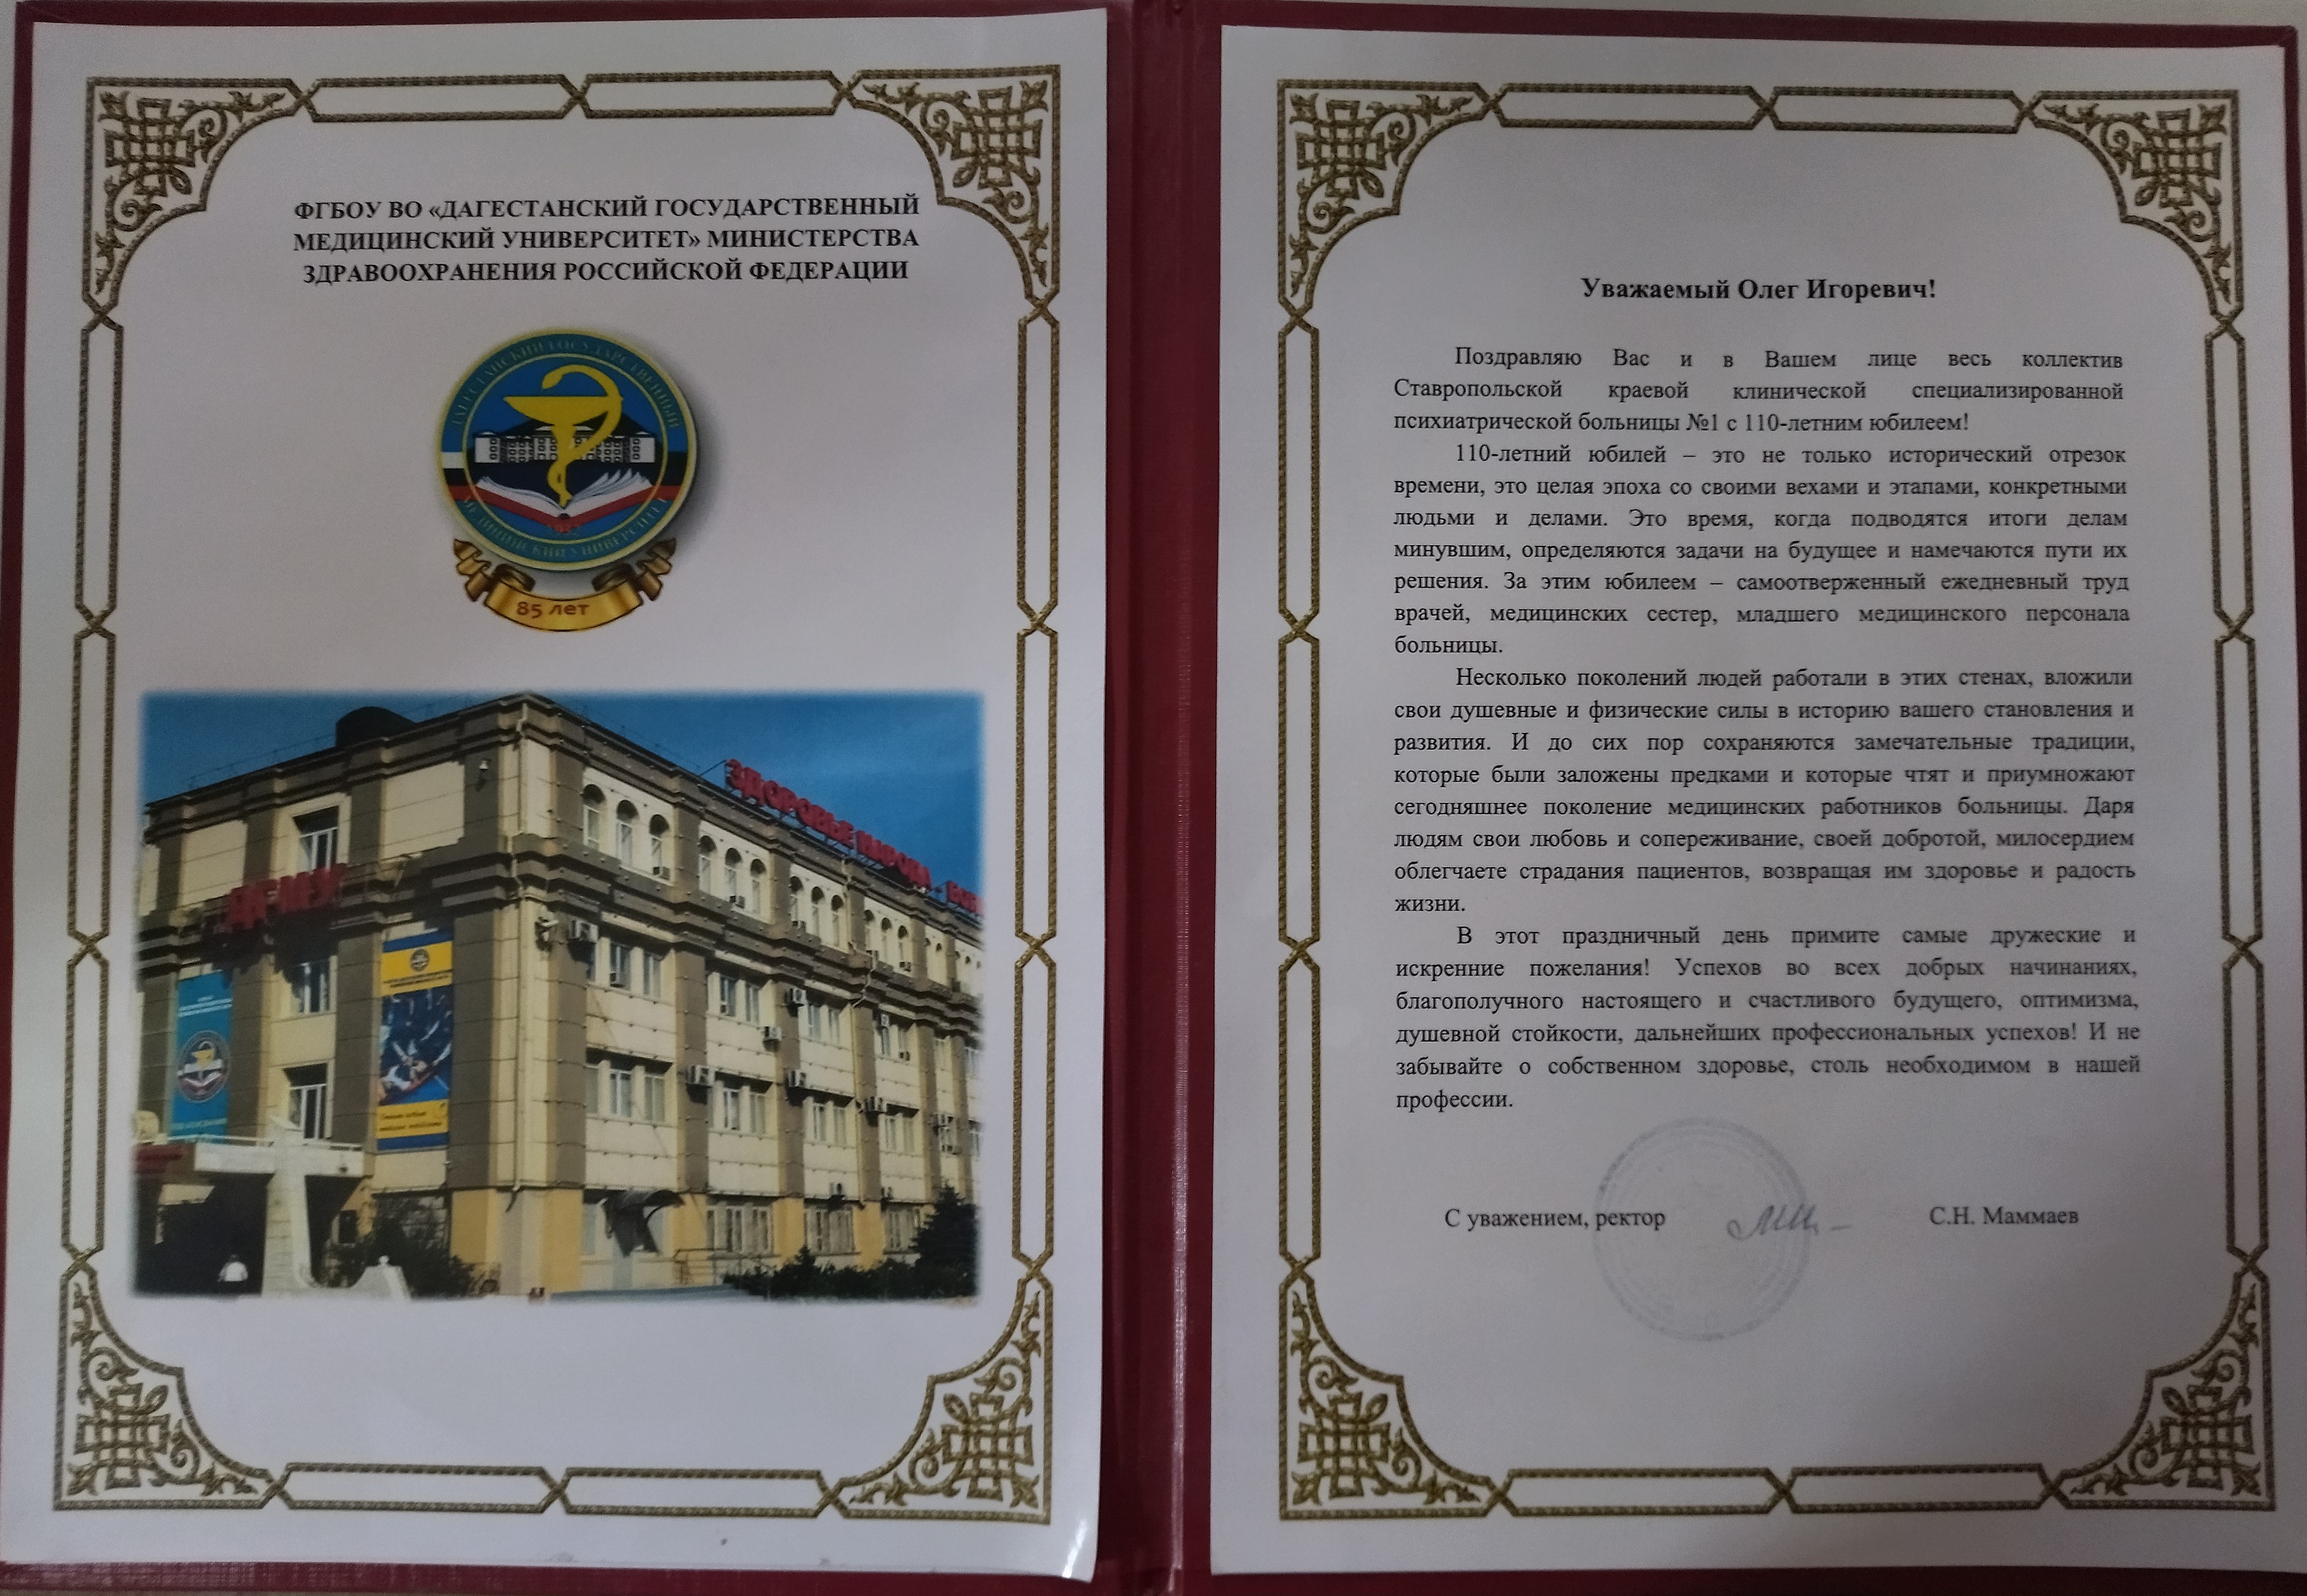 ФГБОУ ВО «ДАГЕСТАНСКИЙ ГОСУДАРСТВЕННЫЙ
МЕДИЦИНСКИЙ УНИВЕРСИТЕТ» МИНИСТЕРСТВА
ЗДРАВООХРАНЕНИЯ РОССИЙСКОЙ ФЕДЕРАЦИИ
ДАГЕСТАНСКИЙ ГОСУДАРСТВЕННЫЙ
МЕДИЦИНСКИЙ УНИВЕРСИТЕТ
1932
85 лет
ЗДОРОВЬЕ НАРОДА -
ДГМУ
Уважаемый Олег Игоревич!
Поздравляю Вас и в Вашем лице весь коллектив
Ставропольской краевой клинической специализированной
психиатрической больницы №1 с 110-летним юбилеем!
110-летний юбилей – это не только исторический отрезок
времени, это целая эпоха со своими вехами и этапами, конкретными
людьми и делами. Это время, когда подводятся итоги делам
минувшим, определяются задачи на будущее и намечаются пути их
решения. За этим юбилеем – самоотверженный ежедневный труд
врачей, медицинских сестер, младшего медицинского персонала
больницы.
Несколько поколений людей работали в этих стенах, вложили
свои душевные и физические силы в историю вашего становления и
развития. И до сих пор сохраняются замечательные традиции,
которые были заложены предками и которые чтят и приумножают
сегодняшнее поколение медицинских работников больницы. Даря
людям свои любовь и сопереживание, своей добротой, милосердием
облегчаете страдания пациентов, возвращая им здоровье и радость
жизни.
В этот праздничный день примите самые дружеские и
искренние пожелания! Успехов во всех добрых начинаниях,
благополучного настоящего и счастливого будущего, оптимизма,
душевной стойкости, дальнейших профессиональных успехов! И не
забывайте о собственном здоровье, столь необходимом в нашей
профессии.
С уважением, ректор С.Н. Маммаев